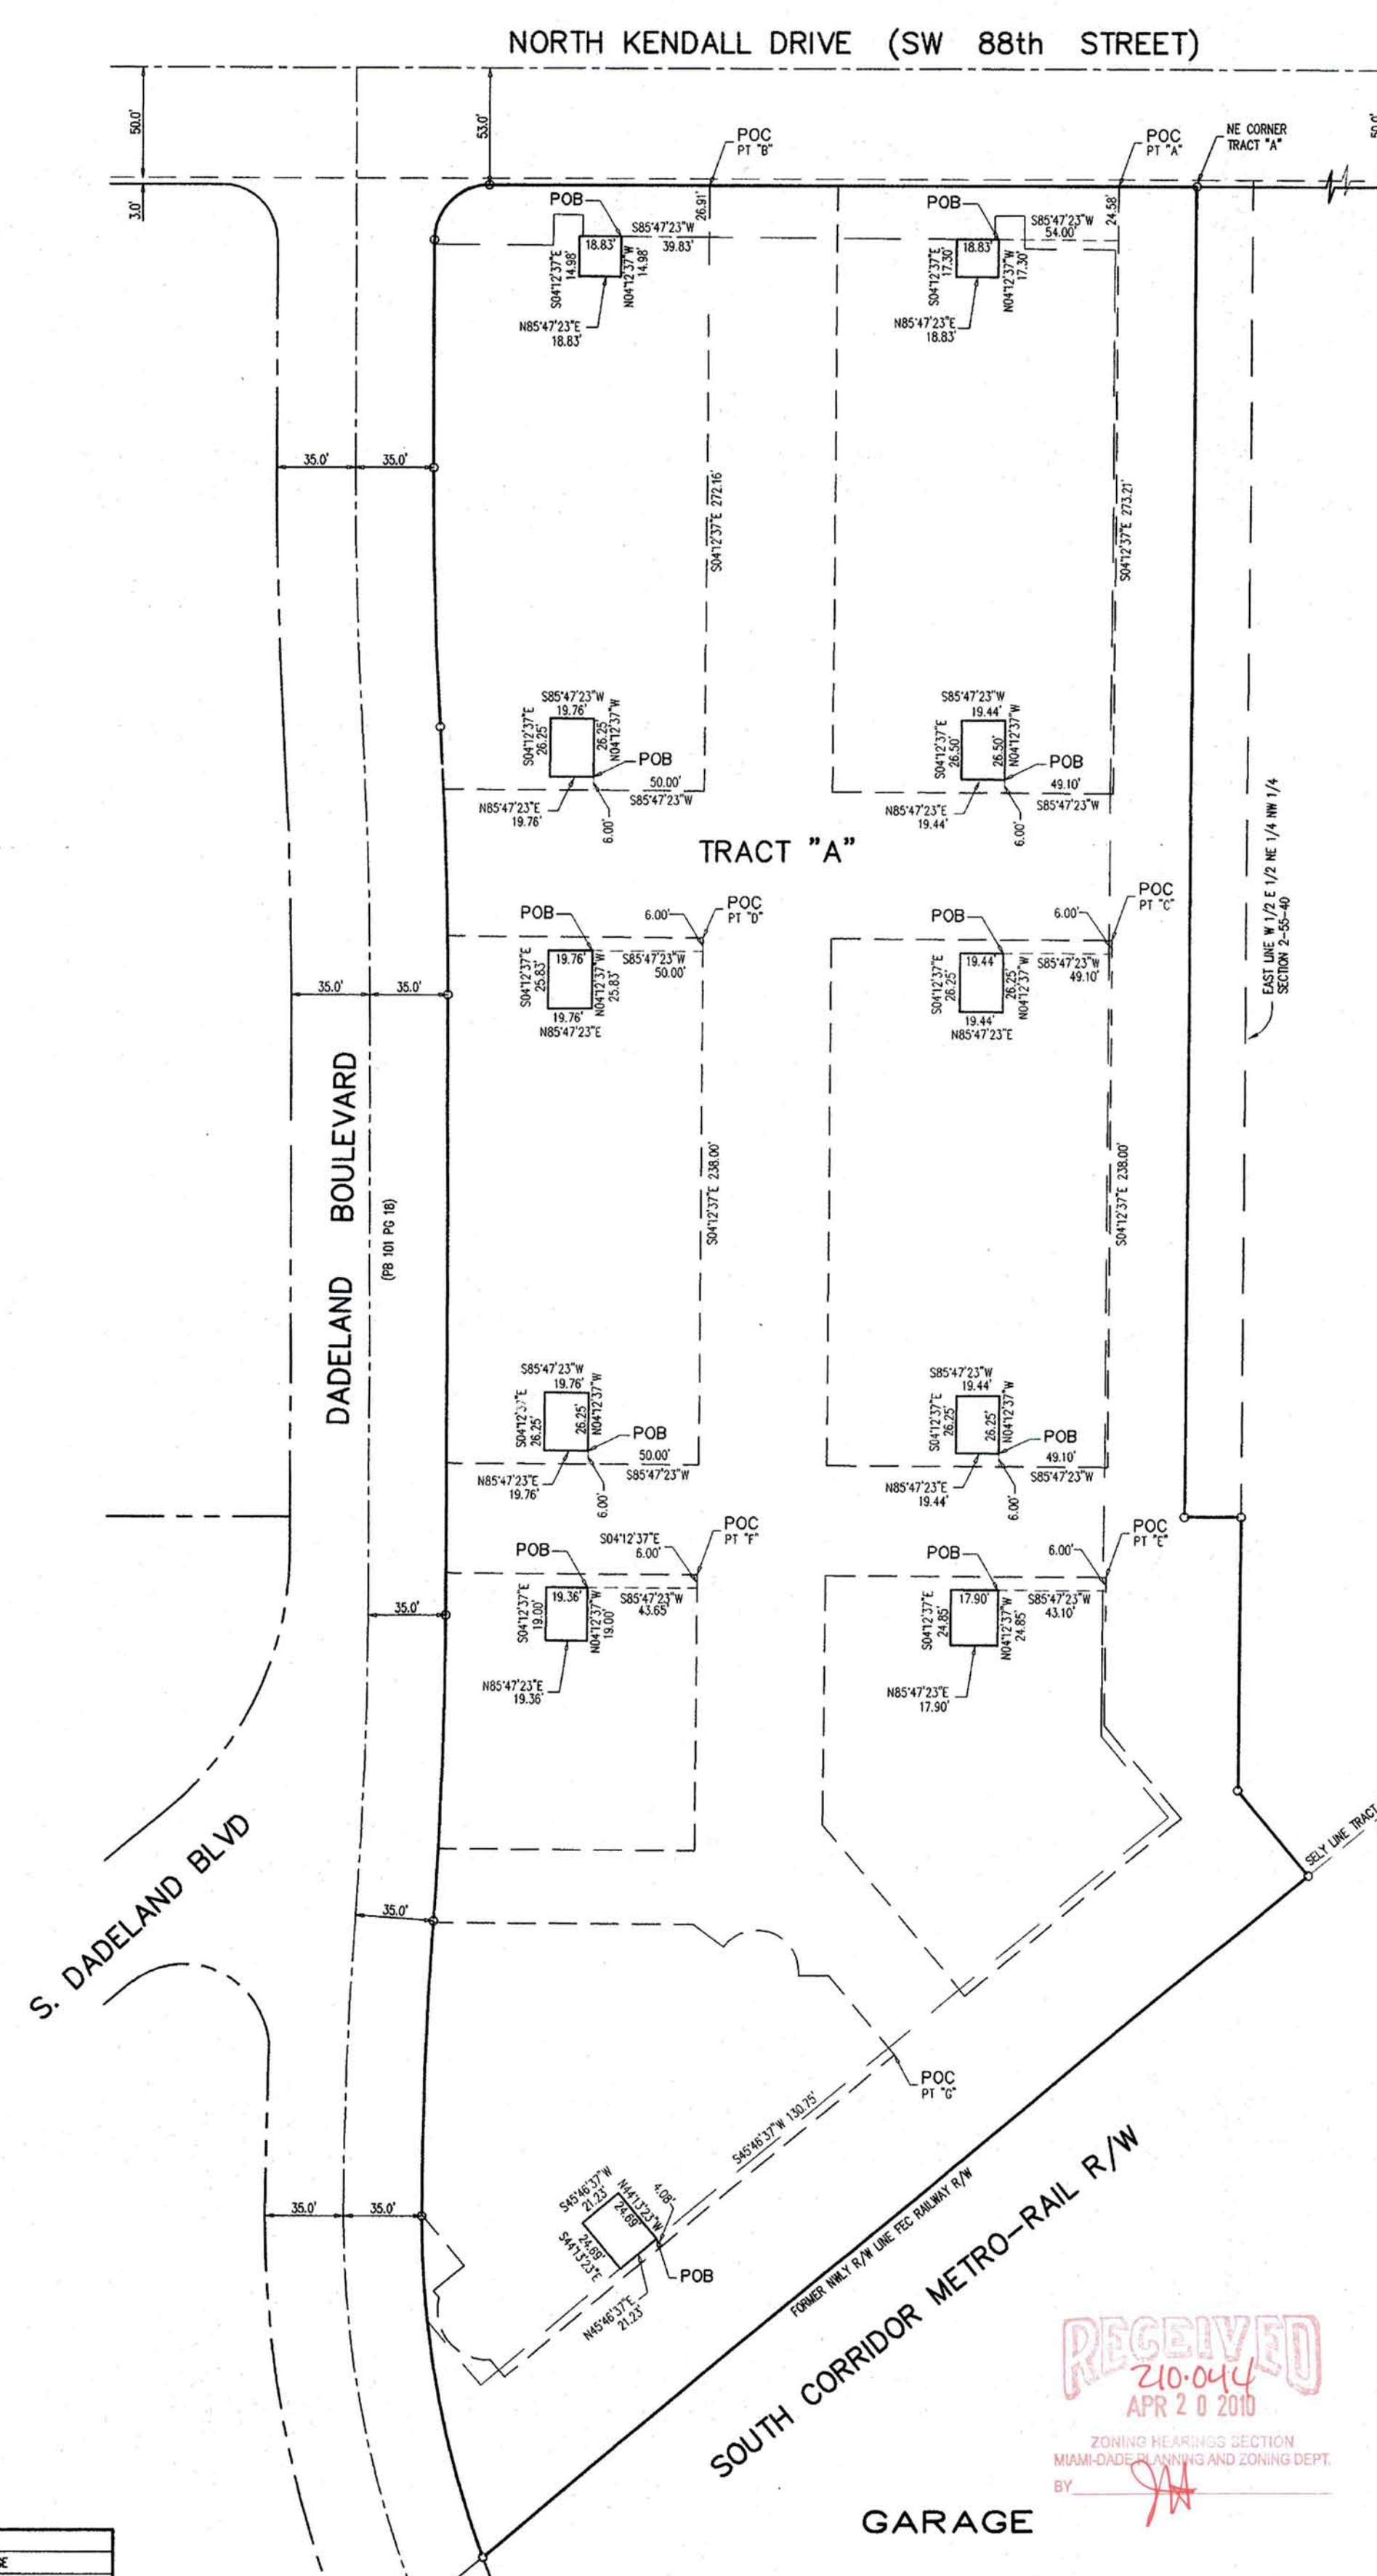 NORTH KENDALL DRIVE (SW 88th STREET)
50.0'
3.0'
53.0'
50.0'
POC
PT "B"
POC
PT "A"
NE CORNER
TRACT "A"
POB
26.91'
S85°47'23"W
39.83'
18.83'
S04°12'37"E
14.98'
N04°12'37"W
14.98'
N85°47'23"E
18.83'
POB
24.58'
S85°47'23"W
54.00'
18.83'
S04°12'37"E
17.30'
N04°12'37"W
17.30'
N85°47'23"E
18.83'
35.0'
35.0'
S04°12'37"E 272.16'
S04°12'37"E 273.21'
S85°47'23"W
19.76'
S04°12'37"E
26.25'
26.25'
N04°12'37"W
POB
50.00'
S85°47'23"W
N85°47'23"E
19.76'
6.00'
S85°47'23"W
19.44'
S04°12'37"E
26.50'
26.50'
N04°12'37"W
POB
49.10'
S85°47'23"W
N85°47'23"E
19.44'
6.00'
TRACT "A"
EAST LINE W 1/2 E 1/2 NE 1/4 NW 1/4
SECTION 2-55-40
POB
6.00'
POC
PT "D"
19.76'
S85°47'23"W
50.00'
S04°12'37"E
25.83'
N04°12'37"W
25.83'
19.76'
N85°47'23"E
POB
6.00'
POC
PT "C"
19.44'
S85°47'23"W
49.10'
S04°12'37"E
26.25'
26.25'
N04°12'37"W
19.44'
N85°47'23"E
35.0'
35.0'
DADELAND BOULEVARD
(PB 101 PG 18)
S04°12'37"E 238.00'
S04°12'37"E 238.00'
S85°47'23"W
19.76'
S04°12'37"E
26.25'
26.25'
N04°12'37"W
POB
50.00'
S85°47'23"W
N85°47'23"E
19.76'
6.00'
S85°47'23"W
19.44'
S04°12'37"E
26.25'
26.25'
N04°12'37"W
POB
49.10'
S85°47'23"W
N85°47'23"E
19.44'
6.00'
S04°12'37"E
6.00'
POC
PT "F"
POB
19.36'
S85°47'23"W
43.65'
S04°12'37"E
19.00'
N04°12'37"W
19.00'
N85°47'23"E
19.36'
6.00'
POC
PT "E"
POB
17.90'
S85°47'23"W
43.10'
S04°12'37"E
24.85'
N04°12'37"W
24.85'
N85°47'23"E
17.90'
35.0'
S. DADELAND BLVD
35.0'
SELY LINE TRACT
POC
PT "G"
S45°46'37"W 130.75'
S45°46'37"W
21.23'
N44°13'23"W
24.69'
4.08'
24.69'
S44°13'23"E
POB
N45°46'37"E
21.23'
35.0'
35.0'
FORMER NWLY R/W LINE FEC RAILWAY R/W
SOUTH CORRIDOR METRO-RAIL R/W
RECEIVED
210.044
APR 20 2010
ZONING HEARINGS SECTION
MIAMI-DADE PLANNING AND ZONING DEPT.
BY
GARAGE